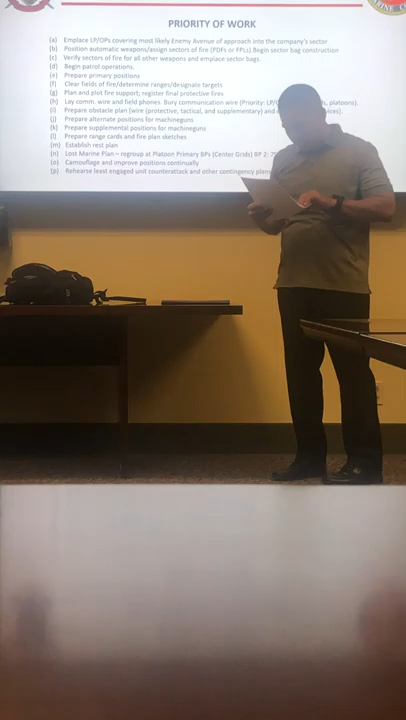 PRIORITY OF WORK
(a) Emplace LP/OPs covering most likely Enemy Avenue of approach into the company's sector
(b) Position automatic weapons/assign sectors of fire (PDFs or FPLs).Begin sector bag construction
(c) Verify sectors of fire for all other weapons and emplace sector bags.
(d) Begin patrol operations.
(e) Prepare primary positions
(f) Clear fields of fire/determine ranges/designate targets
(g) Plan and plot fire support; register final protective fires
(h) Lay comm. wire and field phones. Bury communication wire (Priority: platoons).
(i) Prepare obstacle plan [wire (protective, tactical, and supplementary) and
(j) Prepare alternate positions for machineguns
(k) Prepare supplemental positions for machineguns
(l) Prepare range cards and fire plan sketches
(m) Establish rest plan
(n) Lost Marine Plan – regroup at Platoon Primary BPs (Center Grids) BP 2:
(o) Camouflage and improve positions continually
(p) Rehearse least engaged unit counterattack and other contingency